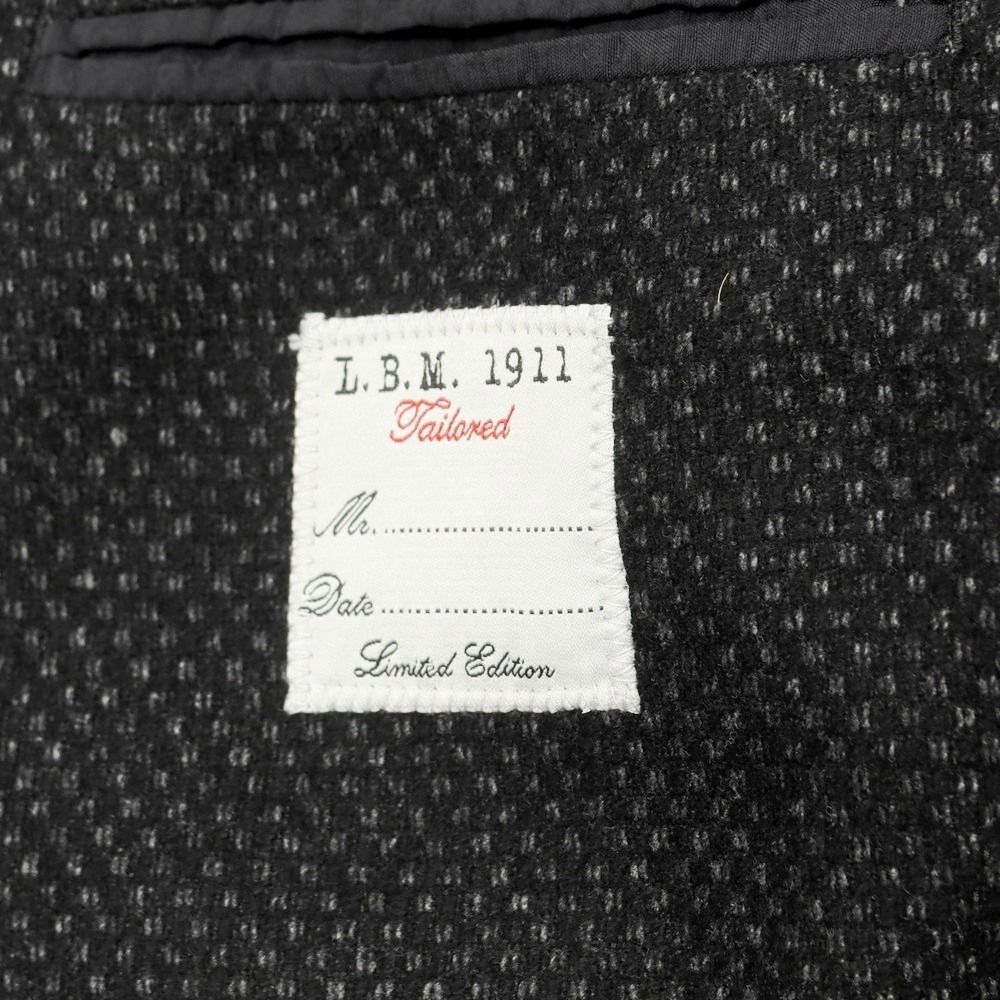 L.B.M. 1911
Tailored
Mr. ..............................
Date ..............................
Limited Edition